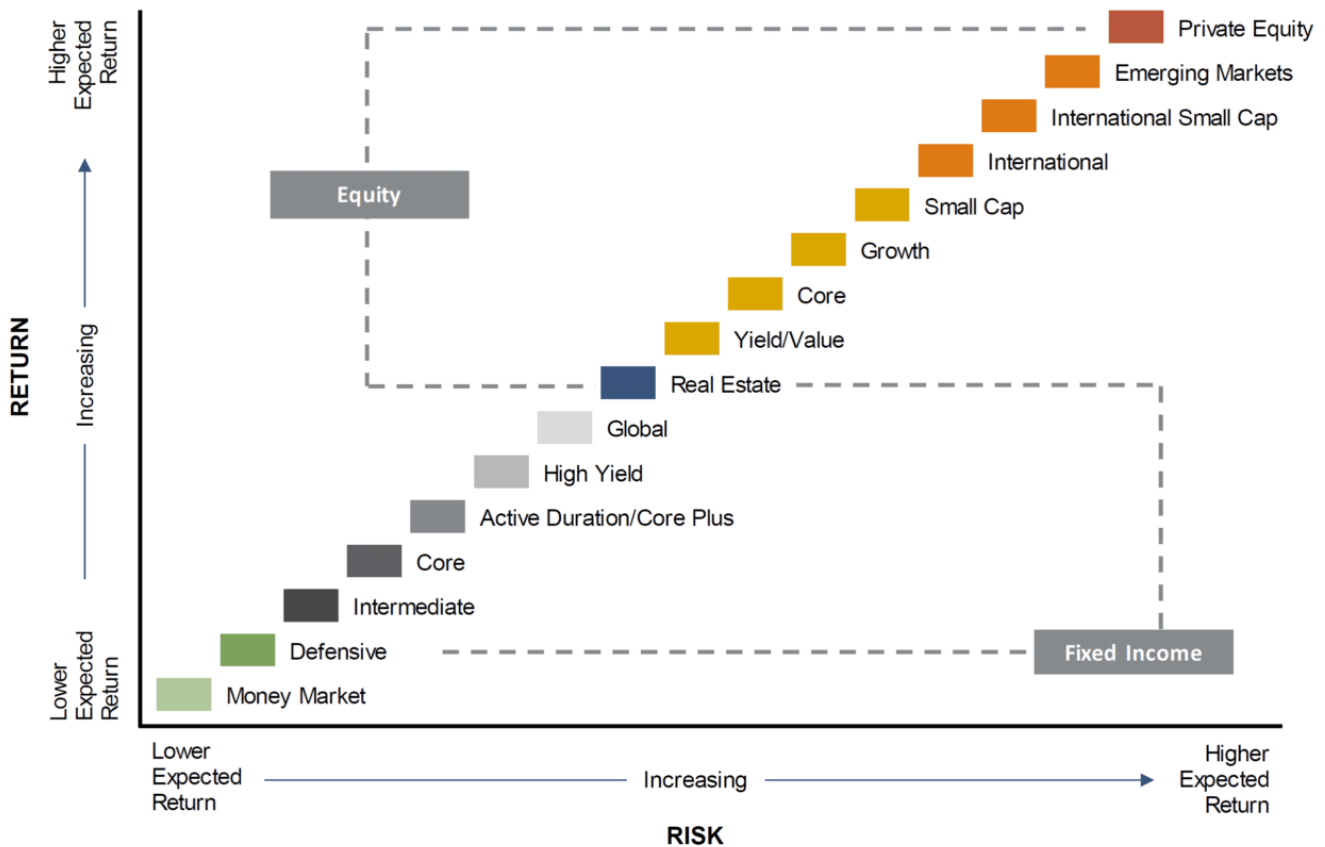 Higher
Expected
Return
Private Equity
Emerging Markets
International Small Cap
International
Equity
Small Cap
Growth
Core
Yield/Value
Real Estate
RETURN
Increasing
Global
High Yield
Active Duration/Core Plus
Core
Intermediate
Defensive
Fixed Income
Money Market
Lower
Expected
Return
Lower
Expected
Return
Increasing
Higher
Expected
Return
RISK